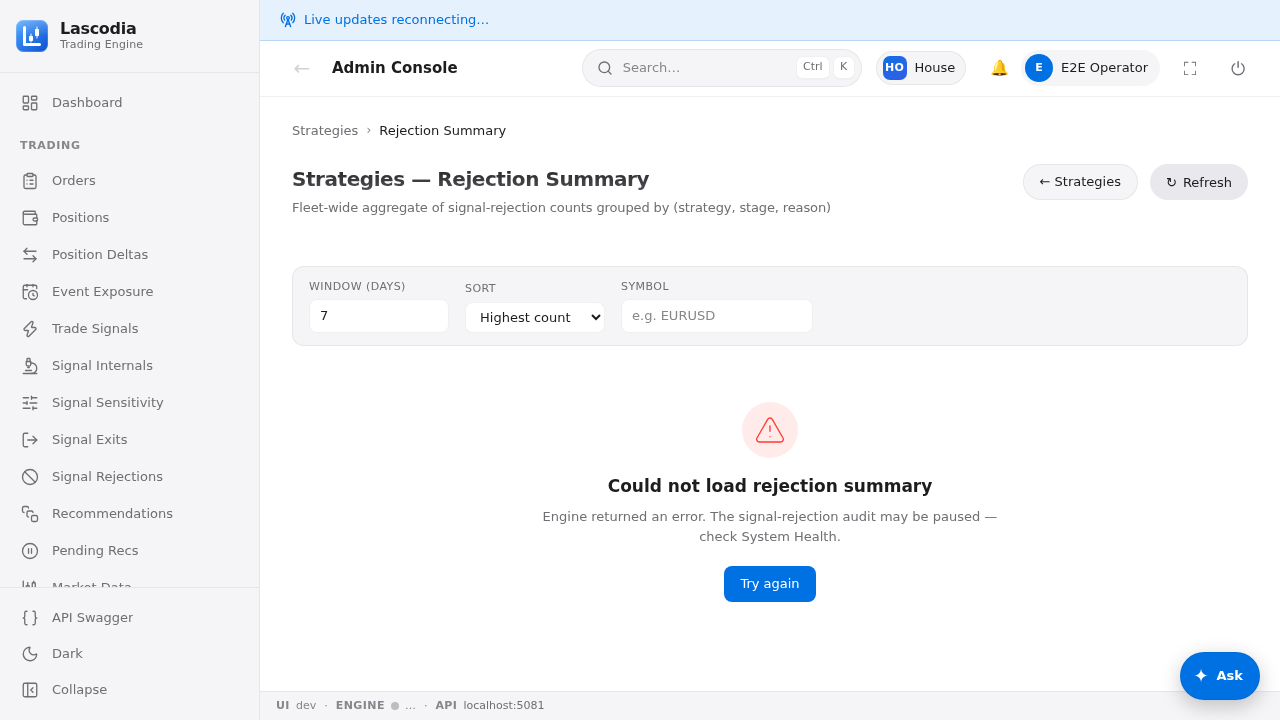 Lascodia
Trading Engine
Dashboard
TRADING
Orders
Positions
Position Deltas
Event Exposure
Trade Signals
Signal Internals
Signal Sensitivity
Signal Exits
Signal Rejections
Recommendations
Pending Recs
Market Data
API Swagger
Dark
Collapse
Live updates reconnecting…
← Admin Console
Search… Ctrl K
HO House
🔔
E E2E Operator
Strategies › Rejection Summary
Strategies — Rejection Summary
Fleet-wide aggregate of signal-rejection counts grouped by (strategy, stage, reason)
← Strategies
↻ Refresh
WINDOW (DAYS)
7
SORT
Highest count
SYMBOL
e.g. EURUSD
Could not load rejection summary
Engine returned an error. The signal-rejection audit may be paused —
check System Health.
Try again
✦ Ask
UI dev · ENGINE ... · API localhost:5081